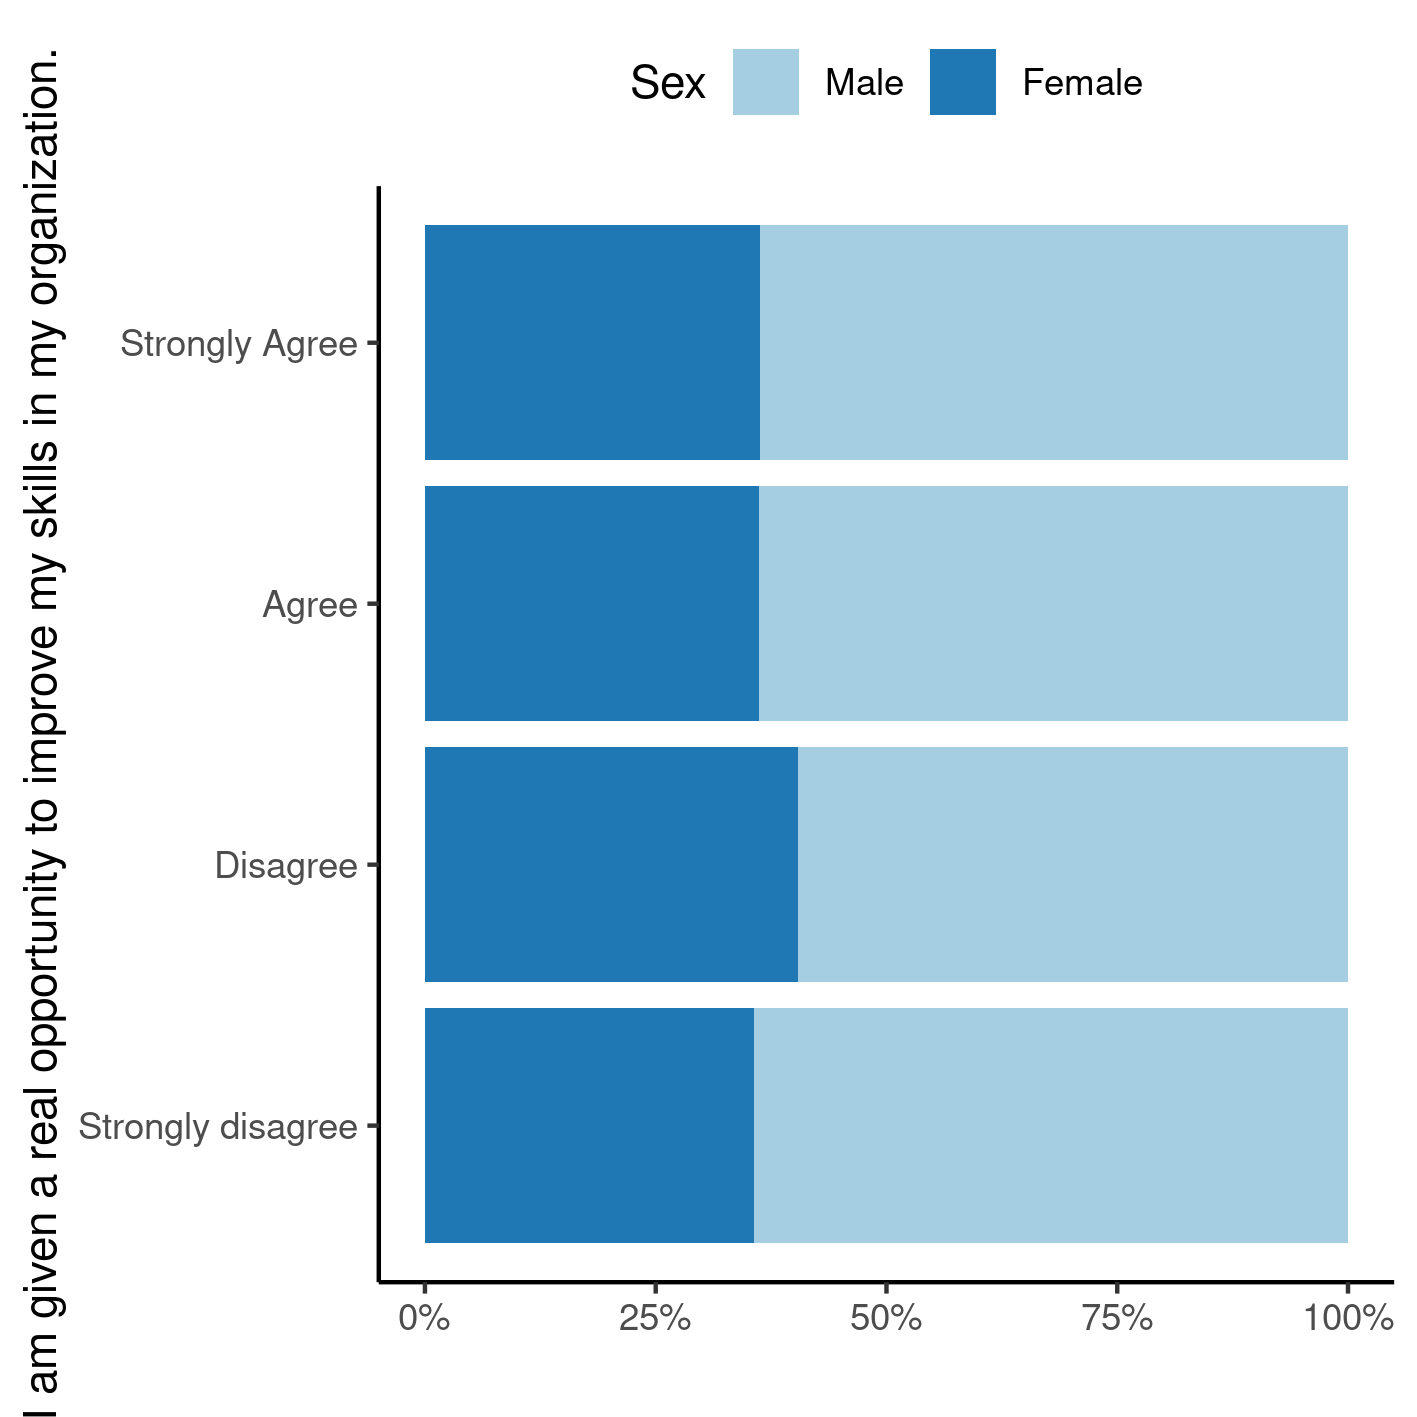 Sex Male Female
I am given a real opportunity to improve my skills in my organization.
Strongly Agree
Agree
Disagree
Strongly disagree
0% 25% 50% 75% 100%